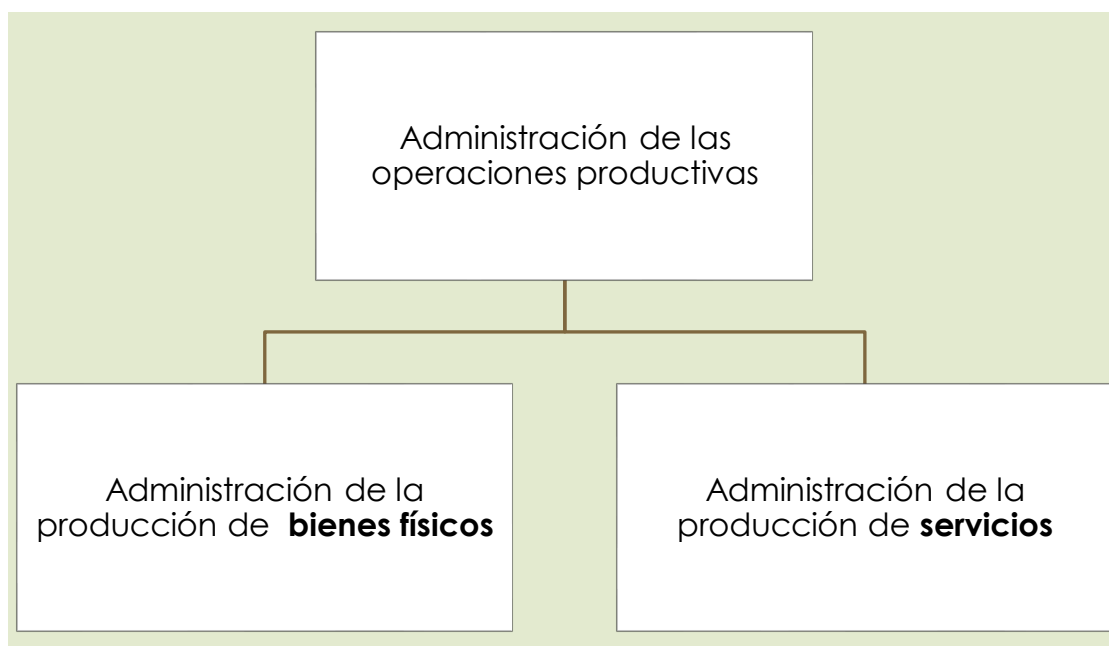 Administración de las
operaciones productivas
Administración de la
producción de bienes físicos
Administración de la
producción de servicios